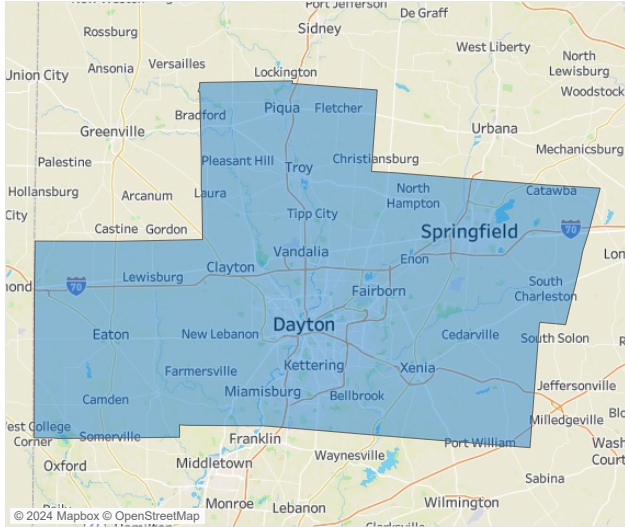 Port Jefferson
De Graff
Rossburg
Sidney
West Liberty
Versailles
Ansonia
Union City
Lockington
North
Lewisburg
Woodstock
Bradford
Piqua
Fletcher
Greenville
Urbana
Mechanicsburg
Palestine
Pleasant Hill
Troy
Christiansburg
Hollansburg
Arcanum
Laura
North
Hampton
Catawba
City
Tipp City
Castine
Gordon
Springfield
70
Vandalia
Enon
Clayton
Lewisburg
70
Fairborn
South
Charleston
Dayton
Eaton
New Lebanon
Cedarville
South Solon
Farmersville
Kettering
Xenia
Jeffersonville
Camden
Miamisburg
Bellbrook
Milledgeville
West College
Corner
Somerville
Franklin
Port William
Wash
Court
Oxford
Middletown
Waynesville
Sabina
Monroe
Lebanon
Wilmington
© 2024 Mapbox © OpenStreetMap